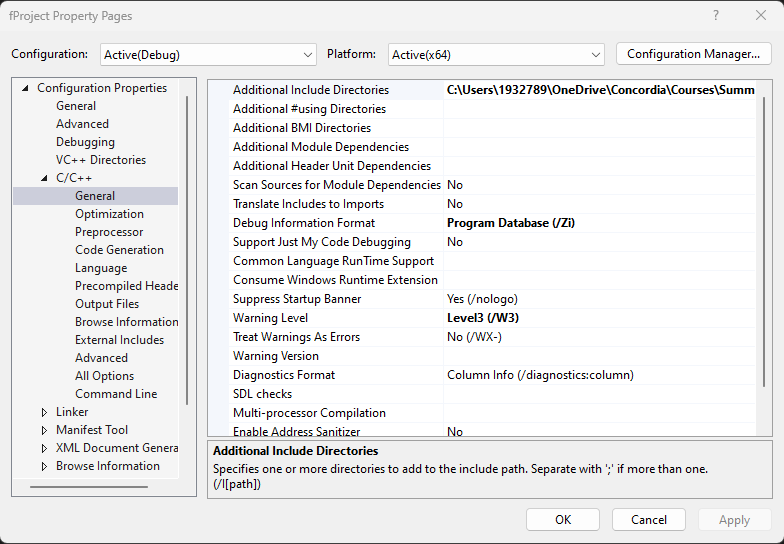 fProject Property Pages
Configuration: Active(Debug) Platform: Active(x64) Configuration Manager...
Configuration Properties
General
Advanced
Debugging
VC++ Directories
C/C++
General
Optimization
Preprocessor
Code Generation
Language
Precompiled Heade
Output Files
Browse Information
External Includes
Advanced
All Options
Command Line
Linker
Manifest Tool
XML Document Genera
Browse Information
Additional Include Directories C:\Users\1932789\OneDrive\Concordia\Courses\Summ
Additional #using Directories
Additional BMI Directories
Additional Module Dependencies
Additional Header Unit Dependencies
Scan Sources for Module Dependencies No
Translate Includes to Imports No
Debug Information Format Program Database (/Zi)
Support Just My Code Debugging No
Common Language RunTime Support
Consume Windows Runtime Extension
Suppress Startup Banner Yes (/nologo)
Warning Level Level3 (/W3)
Treat Warnings As Errors No (/WX-)
Warning Version
Diagnostics Format Column Info (/diagnostics:column)
SDL checks
Multi-processor Compilation
Enable Address Sanitizer No
Additional Include Directories
Specifies one or more directories to add to the include path. Separate with ';' if more than one.
(/I[path])
OK Cancel Apply